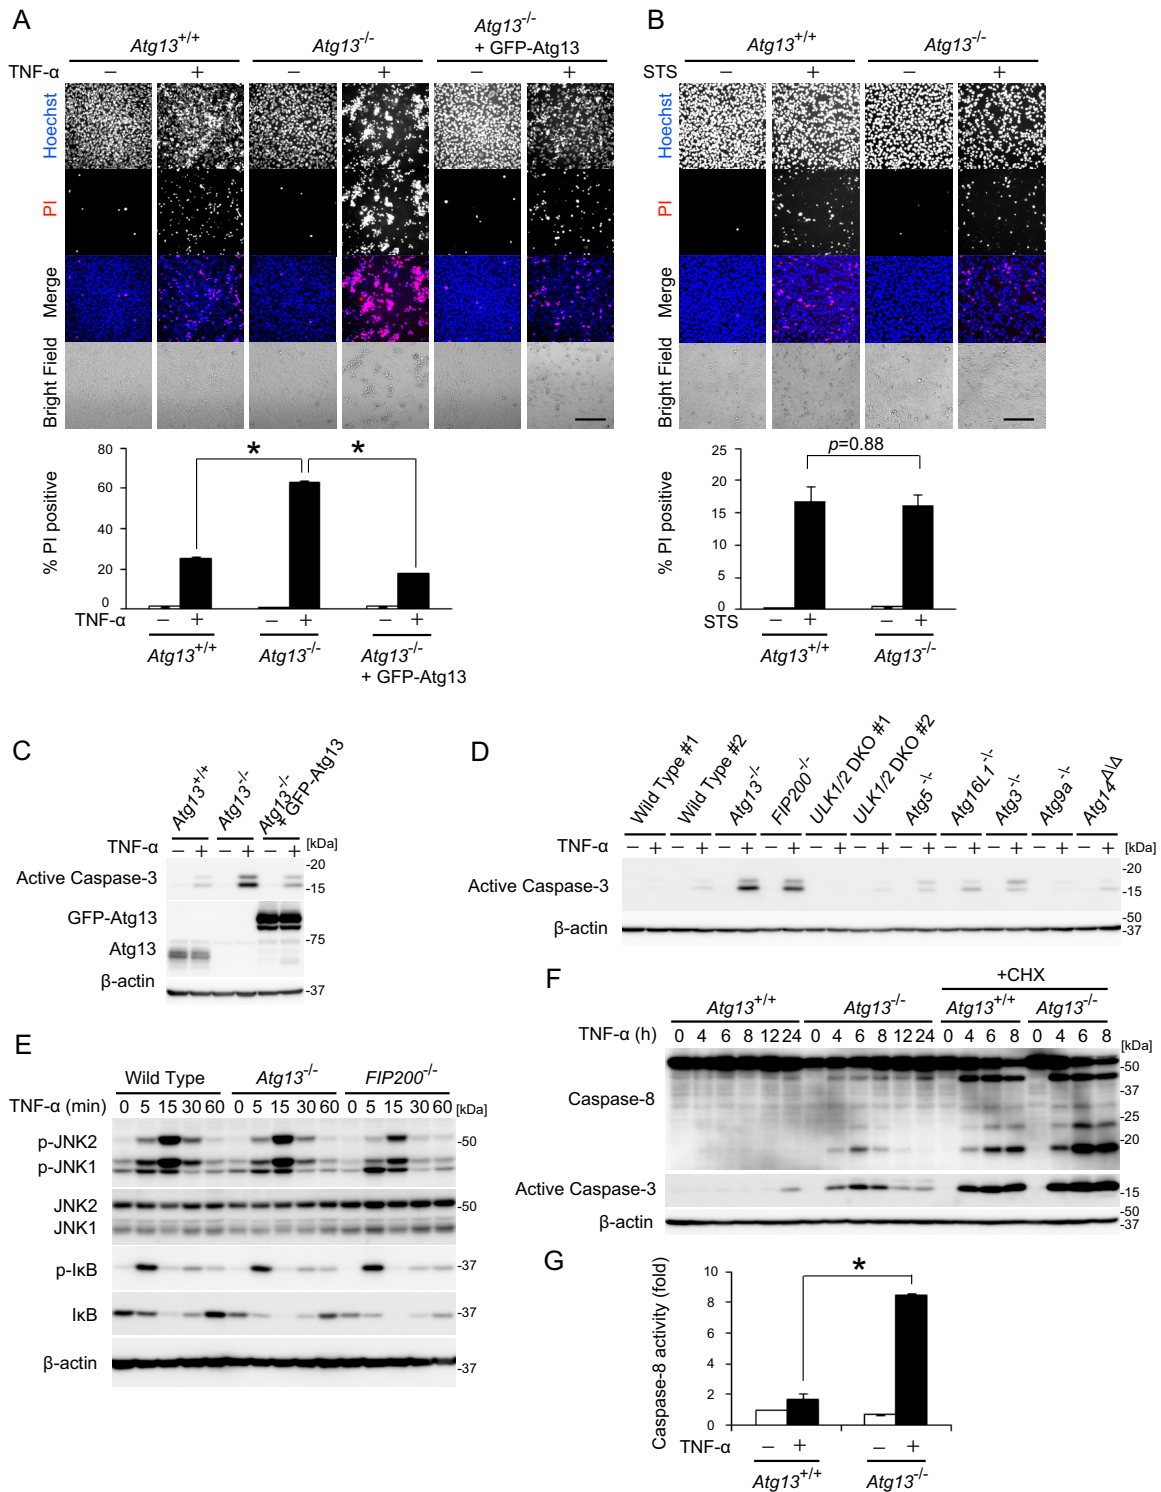 A
Atg13+/+ Atg13-/- Atg13-/- + GFP-Atg13
TNF-α − + − + − +
Hoechst
PI
Merge
Bright Field
% PI positive
80
60
40
20
0
* *
TNF-α − + − + − +
Atg13+/+ Atg13-/- Atg13-/- + GFP-Atg13
B
Atg13+/+ Atg13-/-
STS − + − +
Hoechst
PI
Merge
Bright Field
% PI positive
25
20
15
10
5
0
p=0.88
STS − + − +
Atg13+/+ Atg13-/-
C
Atg13+/+ Atg13-/- Atg13-/- + GFP-Atg13
TNF-α − + − + − + [kDa]
-20
Active Caspase-3 -15
GFP-Atg13
-75
Atg13
β-actin
-37
D
Wild Type #1 Wild Type #2 Atg13-/- FIP200-/- ULK1/2 DKO #1 ULK1/2 DKO #2 Atg5-/- Atg16L1-/- Atg3-/- Atg9a-/- Atg14Δ/Δ
TNF-α − + − + − + − + − + − + − + − + − + − + − + [kDa]
-20
Active Caspase-3 -15
-50
β-actin -37
E
Wild Type Atg13-/- FIP200-/-
TNF-α (min) 0 5 15 30 60 0 5 15 30 60 0 5 15 30 60 [kDa]
p-JNK2 -50
p-JNK1
JNK2 -50
JNK1
p-IκB -37
IκB -37
β-actin -37
F
+CHX
Atg13+/+ Atg13-/- Atg13+/+ Atg13-/-
TNF-α (h) 0 4 6 8 12 24 0 4 6 8 12 24 0 4 6 8 0 4 6 8
[kDa]
-50
-37
Caspase-8
-25
-20
Active Caspase-3 -15
-50
β-actin -37
G
Caspase-8 activity (fold)
10
8
6
4
2
0
*
TNF-α − + − +
Atg13+/+ Atg13-/-